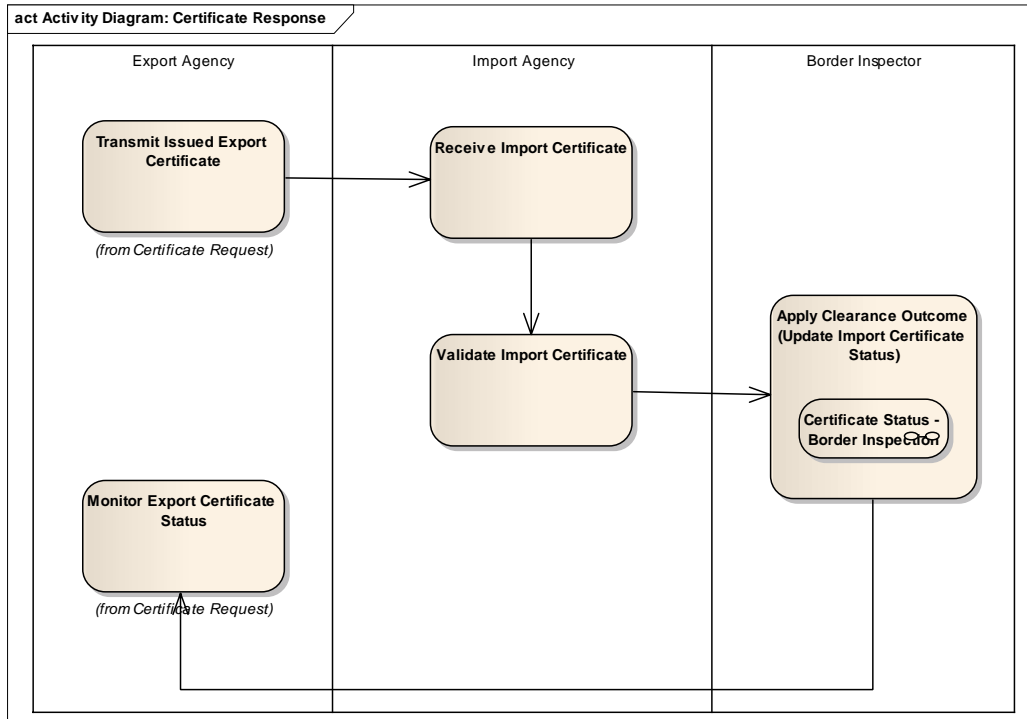 act Activity Diagram: Certificate Response
Export Agency
Import Agency
Border Inspector
Transmit Issued Export
Certificate
(from Certificate Request)
Receive Import Certificate
Validate Import Certificate
Apply Clearance Outcome
(Update Import Certificate
Status)
Certificate Status -
Border Inspection
Monitor Export Certificate
Status
(from Certificate Request)